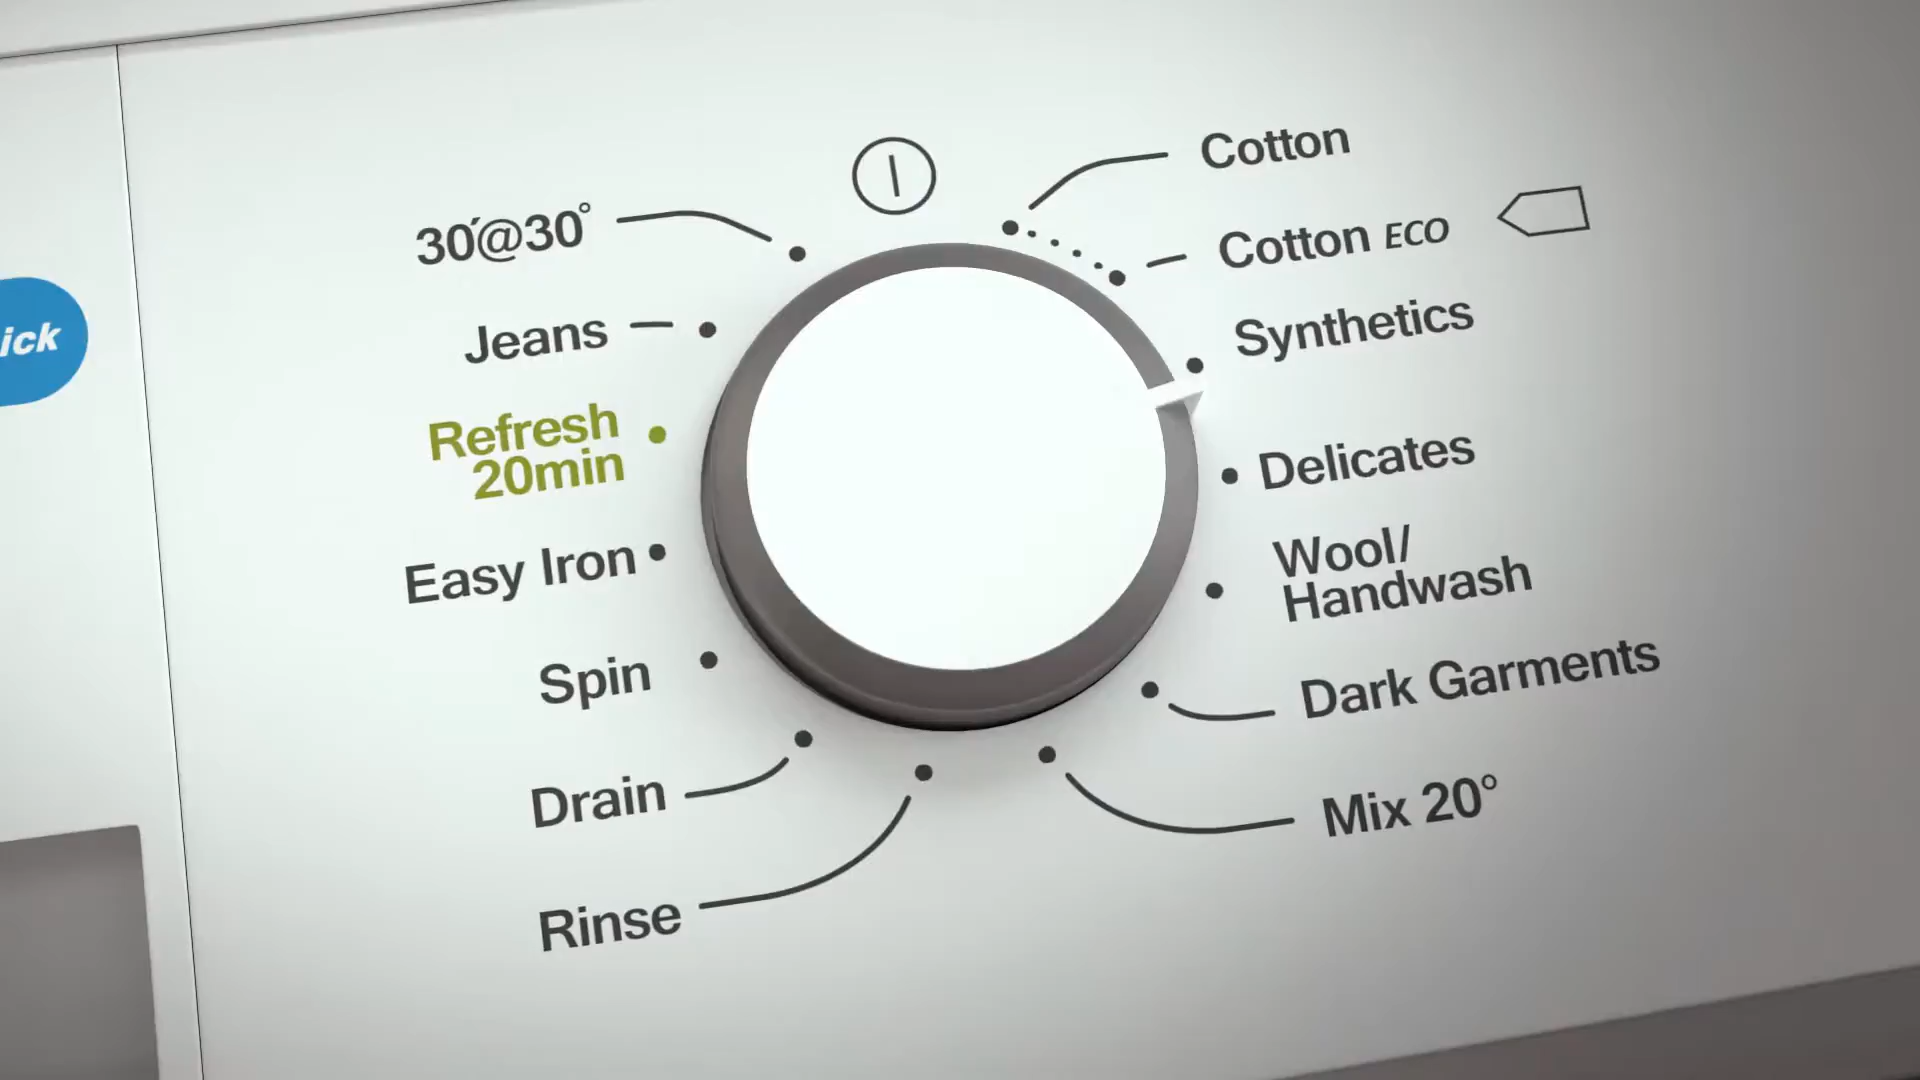 Cotton
Cotton ECO
Synthetics
Delicates
Wool/
Handwash
Dark Garments
Mix 20°
30´@30°
Jeans
Refresh
20min
Easy Iron
Spin
Drain
Rinse
ick